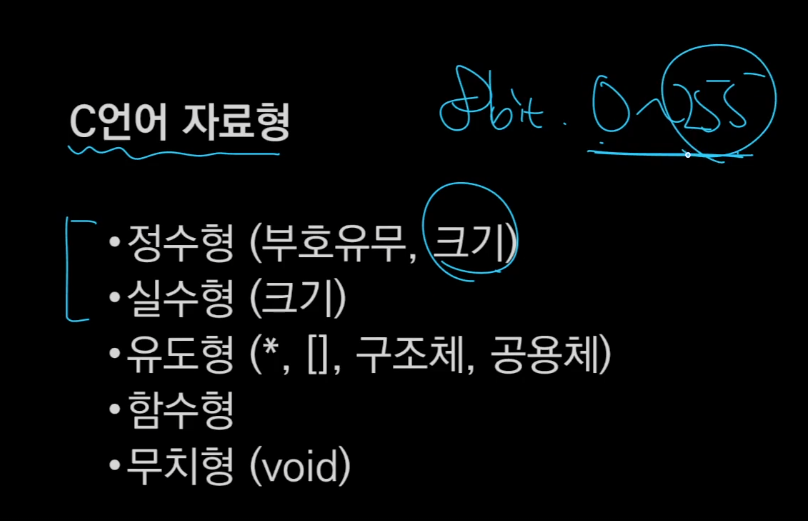 C언어 자료형
8bit. 0~255
•정수형 (부호유무, 크기)
•실수형 (크기)
•유도형 (*, [], 구조체, 공용체)
•함수형
•무치형 (void)